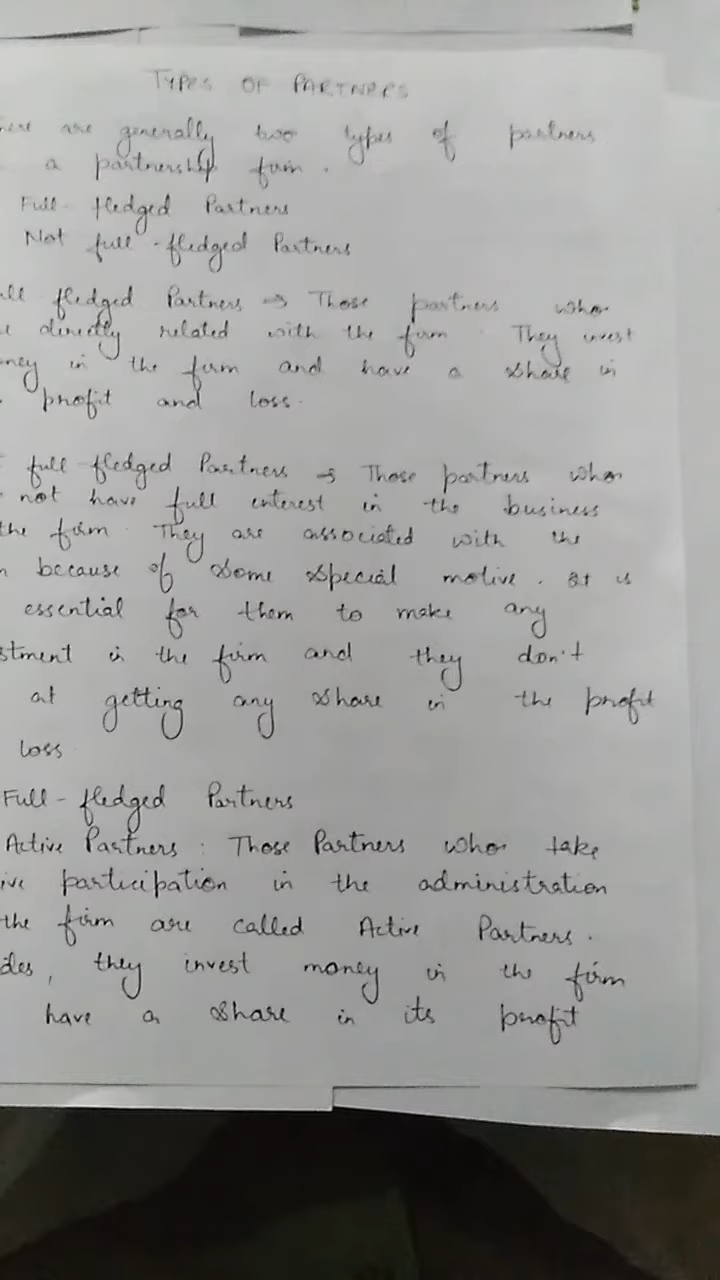 TYPES OF PARTNERS
are generally two types of partners
a partnership firm.
Full-fledged Partners
Not full-fledged Partners
fledged Partners → Those partners who
directly related with the firm. They invest
in the firm and have a share in
profit and loss.
full-fledged Partners → Those partners who
not have full interest in the business
the firm. They are associated with the
because of some special motive. It is
essential for them to make any
stment in the firm and they don't
at getting any share in the profit
loss
Full-fledged Partners
Active Partners : Those Partners who take
ive participation in the administration
the firm are called Active Partners.
des, they invest money in the firm
have a share in its profit